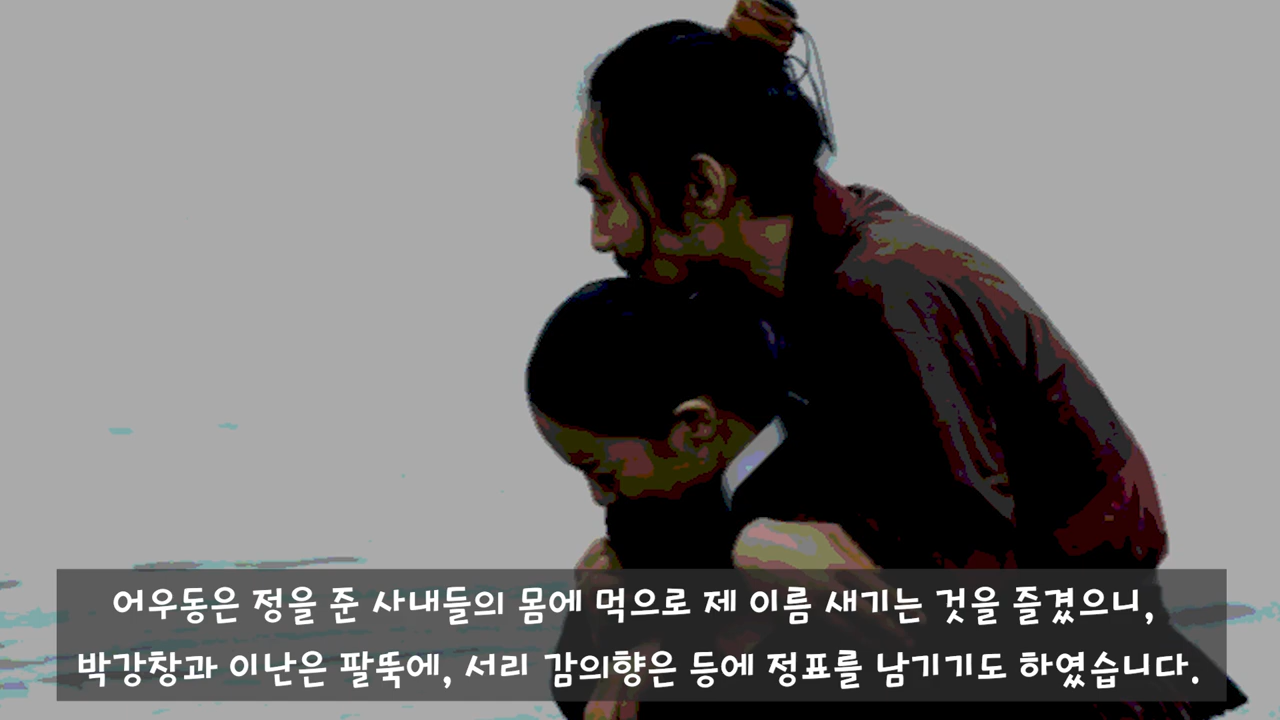 어우동은 정을 준 사내들의 몸에 먹으로 제 이름 새기는 것을 즐겼으니,
박강창과 이난은 팔뚝에, 서리 감의향은 등에 정표를 남기기도 하였습니다.